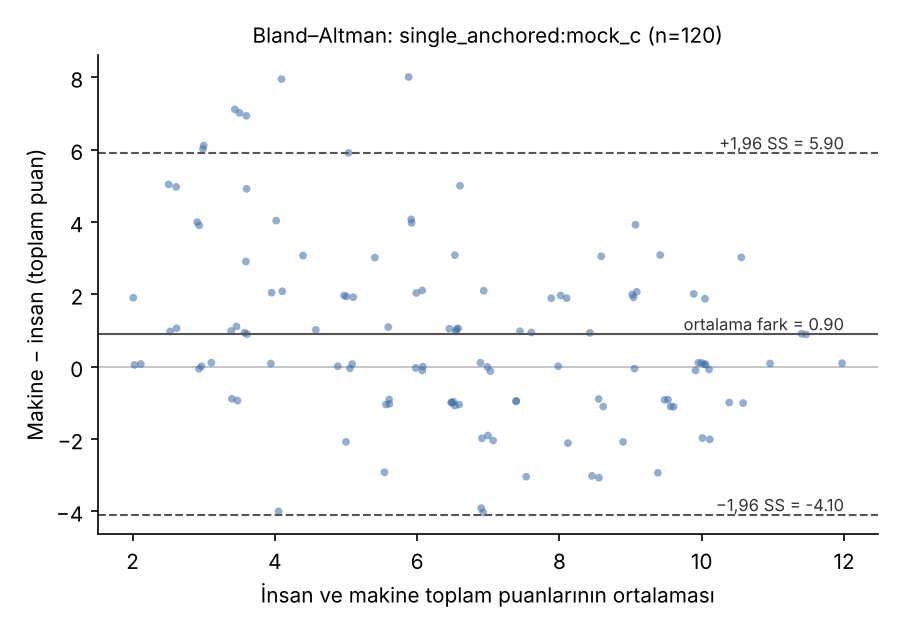 Bland–Altman: single_anchored:mock_c (n=120)
Makine − insan (toplam puan)
8
6
4
2
0
−2
−4
+1,96 SS = 5.90
ortalama fark = 0.90
−1,96 SS = -4.10
2 4 6 8 10 12
İnsan ve makine toplam puanlarının ortalaması